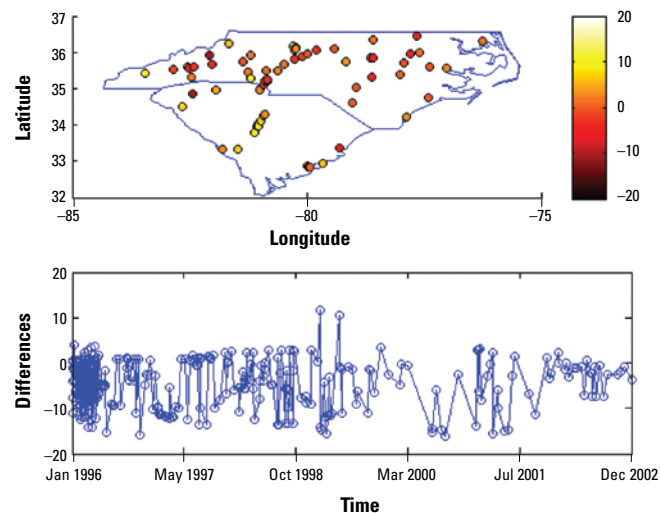 37
36
35
34
33
32
Latitude
−85
−80
−75
Longitude
20
10
0
−10
−20
20
10
0
−10
−20
Differences
Jan 1996
May 1997
Oct 1998
Mar 2000
Jul 2001
Dec 2002
Time